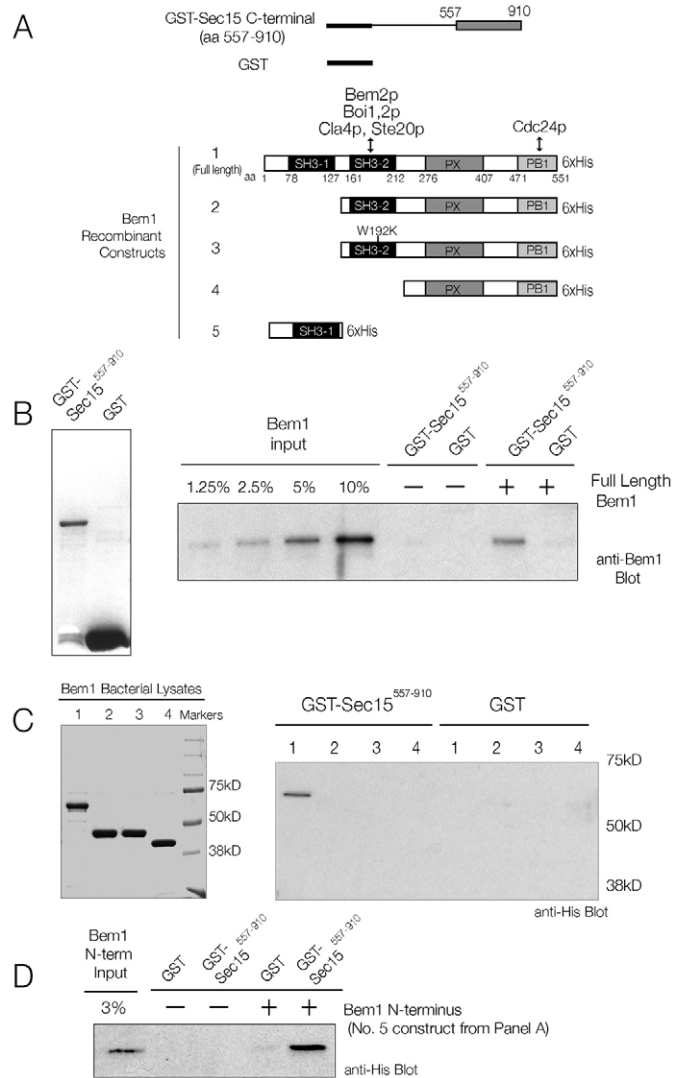 A
GST-Sec15 C-terminal
(aa 557-910)
557
910
GST
Bem2p
Boi1,2p
Cla4p, Ste20p
Cdc24p
Bem1
Recombinant
Constructs
1
(Full length)
SH3-1
SH3-2
PX
PB1
6xHis
aa
1 78 127 161 212 276 407 471 551
2
SH3-2
PX
PB1
6xHis
W192K
3
SH3-2
PX
PB1
6xHis
4
PX
PB1
6xHis
5
SH3-1
6xHis
B
GST-
Sec15 557-910
GST
Bem1
input
1.25% 2.5% 5% 10%
GST-Sec15 557-910
GST
GST-Sec15 557-910
GST
− − + +
Full Length
Bem1
anti-Bem1
Blot
C
Bem1 Bacterial Lysates
1 2 3 4 Markers
75kD
50kD
38kD
GST-Sec15 557-910
GST
1 2 3 4 1 2 3 4
75kD
50kD
38kD
anti-His Blot
D
Bem1
N-term
Input
3%
GST
GST-
Sec15 557-910
GST
GST-
Sec15 557-910
− − + +
Bem1 N-terminus
(No. 5 construct from Panel A)
anti-His Blot